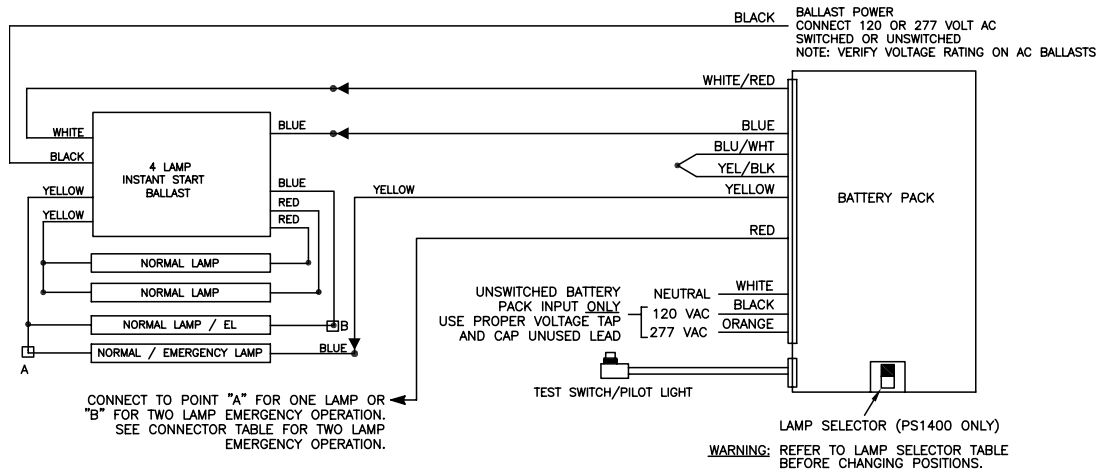 BLACK
BALLAST POWER
CONNECT 120 OR 277 VOLT AC
SWITCHED OR UNSWITCHED
NOTE: VERIFY VOLTAGE RATING ON AC BALLASTS
WHITE/RED
WHITE
BLUE
BLUE
BLACK
4 LAMP
INSTANT START
BALLAST
BLU/WHT
YEL/BLK
YELLOW
BLUE
YELLOW
YELLOW
BATTERY PACK
RED
YELLOW
RED
RED
NORMAL LAMP
NORMAL LAMP
NORMAL LAMP / EL
B
NORMAL / EMERGENCY LAMP
BLUE
A
UNSWITCHED BATTERY
PACK INPUT ONLY
USE PROPER VOLTAGE TAP
AND CAP UNUSED LEAD
NEUTRAL
WHITE
120 VAC
BLACK
277 VAC
ORANGE
TEST SWITCH/PILOT LIGHT
CONNECT TO POINT "A" FOR ONE LAMP OR
"B" FOR TWO LAMP EMERGENCY OPERATION.
SEE CONNECTOR TABLE FOR TWO LAMP
EMERGENCY OPERATION.
LAMP SELECTOR (PS1400 ONLY)
WARNING: REFER TO LAMP SELECTOR TABLE
BEFORE CHANGING POSITIONS.